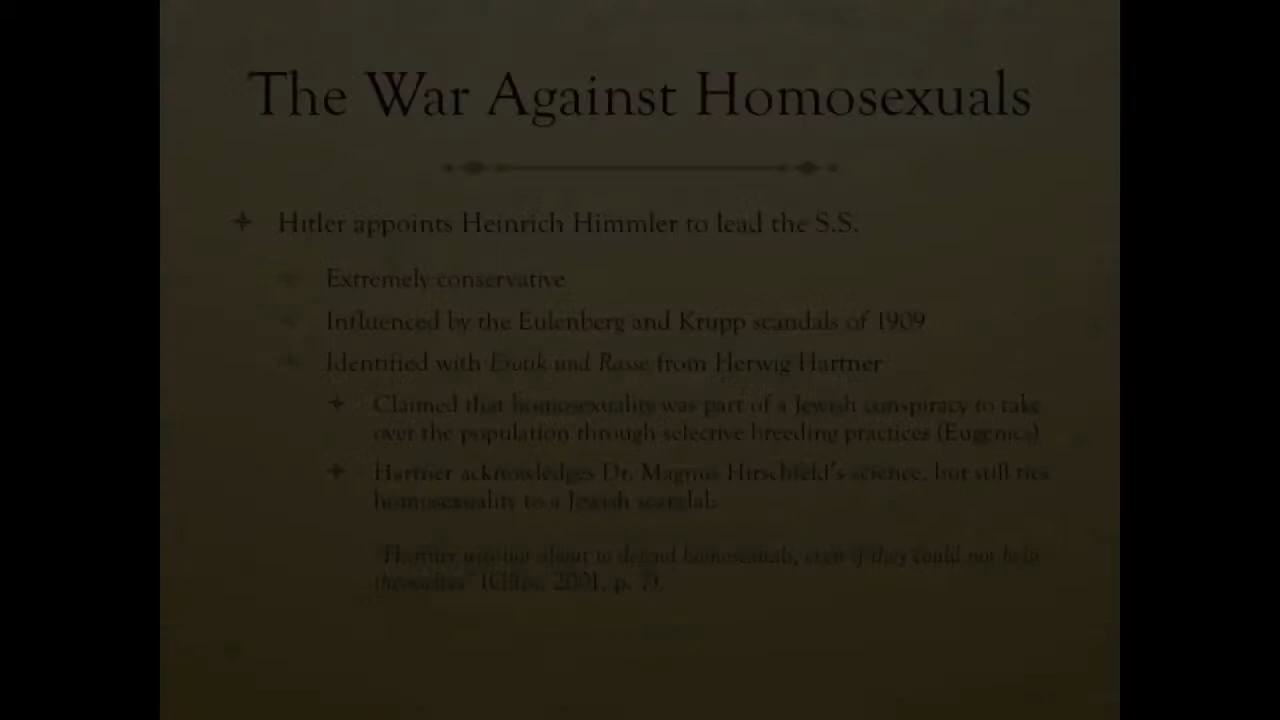 The War Against Homosexuals
Hitler appoints Heinrich Himmler to lead the S.S.
Extremely conservative
Influenced by the Eulenberg and Krupp scandals of 1909
Identified with Erotik und Rasse from Herwig Hartner
Claimed that homosexuality was part of a Jewish conspiracy to take
over the population through selective breeding practices (Eugenics)
Hartner acknowledges Dr. Magnus Hirschfeld's science, but still ties
homosexuality to a Jewish scandal:
"Hartner was not about to defend homosexuals, even if they could not help
themselves" 2001, p. 7).